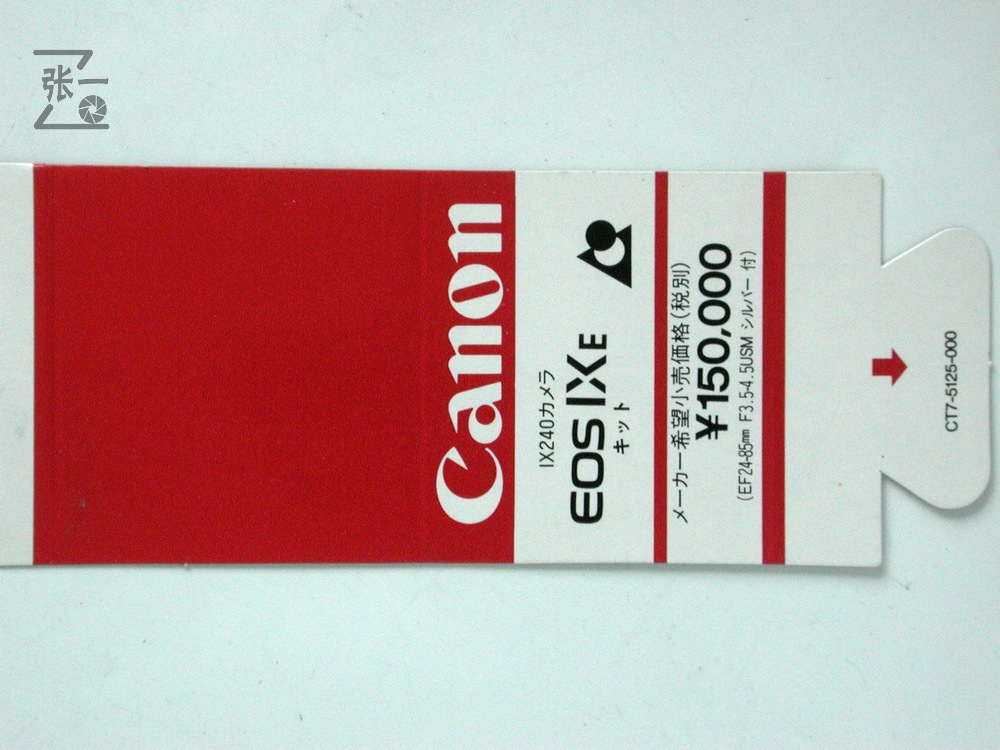 张一
Canon
IX240カメラ
EOS IX E
キット
メーカー希望小売価格(税別)
¥150,000
(EF24-85mm F3.5-4.5USM シルバー 付)
CT7-5125-000